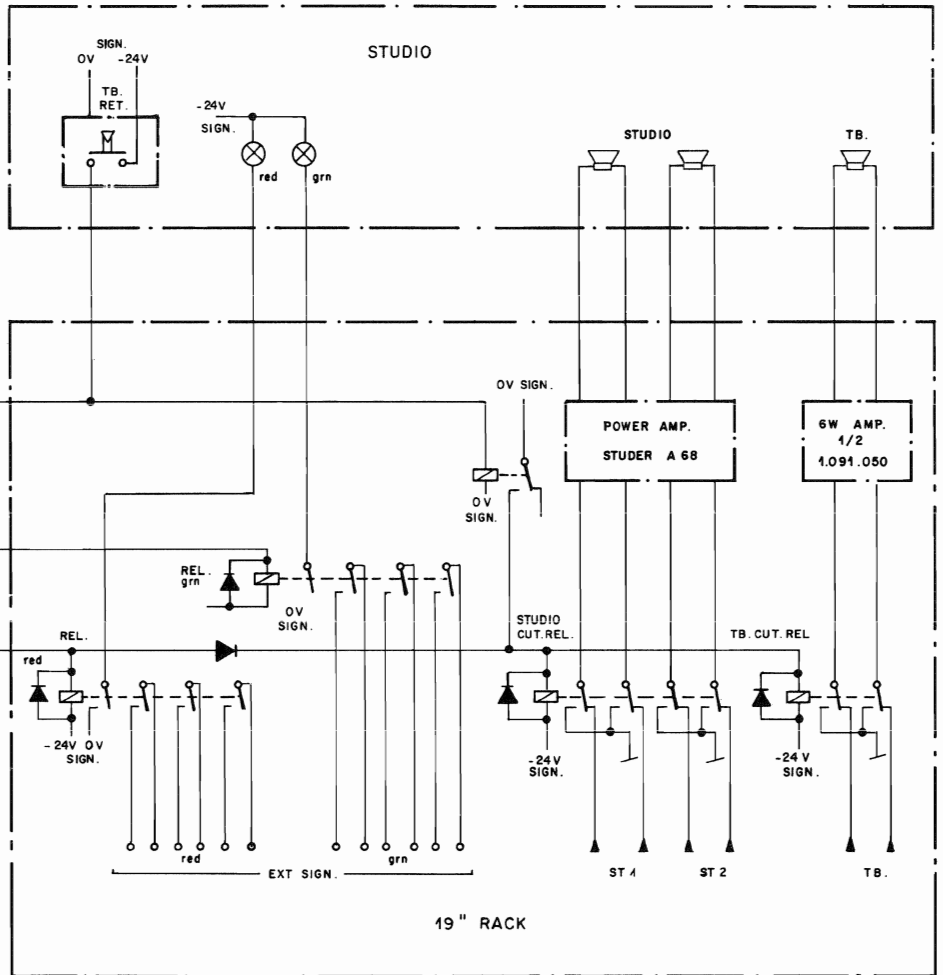 STUDIO
SIGN.
0V -24V
TB.
RET.
-24V
SIGN.
red
grn
STUDIO
TB.
0V SIGN.
POWER AMP.
STUDER A 68
6W AMP.
1/2
1.091.050
0V
SIGN.
REL.
grn
0V
SIGN.
STUDIO
CUT.REL.
TB.CUT.REL
REL.
red
-24V 0V
SIGN.
-24V
SIGN.
-24V
SIGN.
red
grn
EXT SIGN.
ST 1
ST 2
TB.
19" RACK